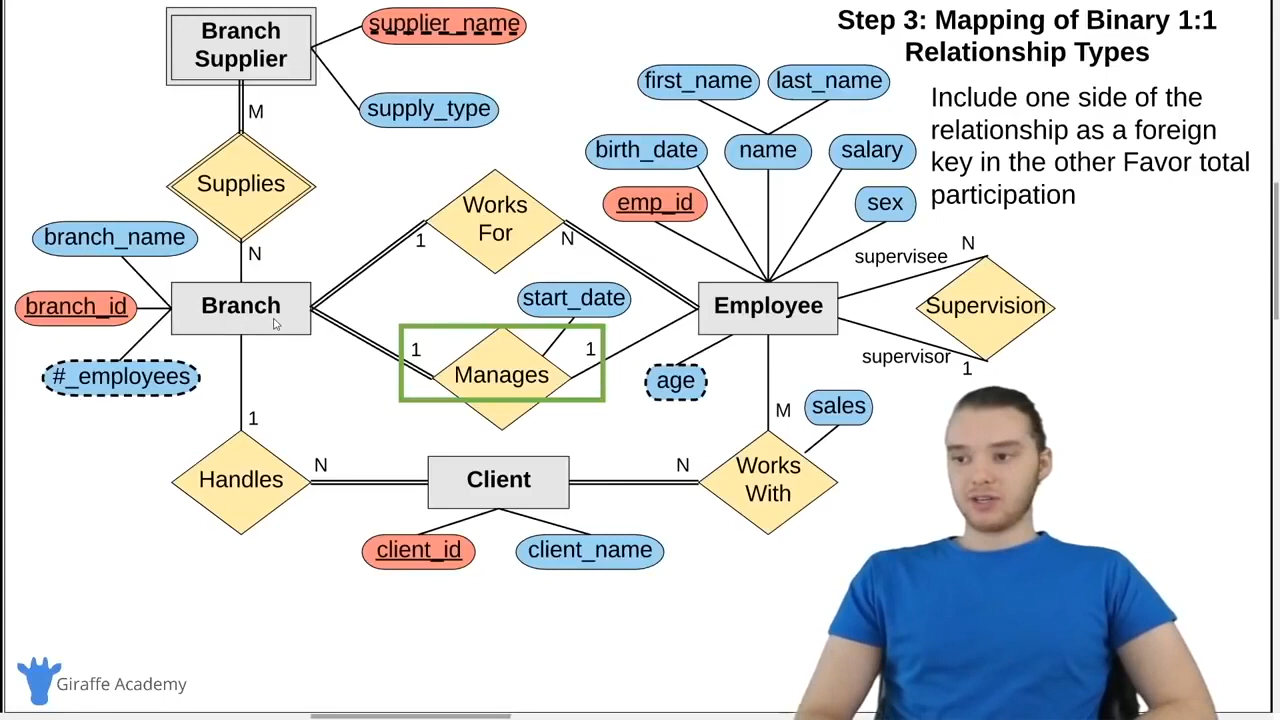 Step 3: Mapping of Binary 1:1
Relationship Types
Include one side of the
relationship as a foreign
key in the other Favor total
participation
Branch
Supplier
supplier_name
supply_type
M
Supplies
N
branch_name
branch_id
#_employees
Branch
Works
For
1
N
start_date
1
1
Manages
first_name
last_name
birth_date
name
salary
emp_id
sex
Employee
age
supervisee
N
Supervision
supervisor
1
1
Handles
N
Client
N
Works
With
M
sales
client_id
client_name
Giraffe Academy